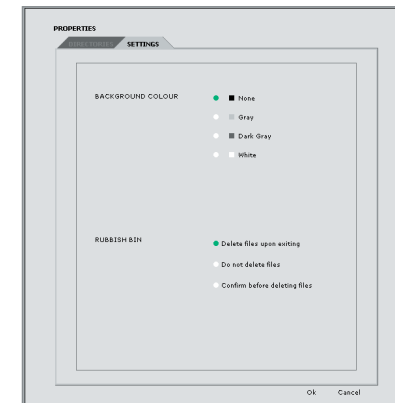 PROPERTIES
DIRECTORIES SETTINGS
BACKGROUND COLOUR
None
Gray
Dark Gray
White
RUBBISH BIN
Delete files upon exiting
Do not delete files
Confirm before deleting files
Ok Cancel